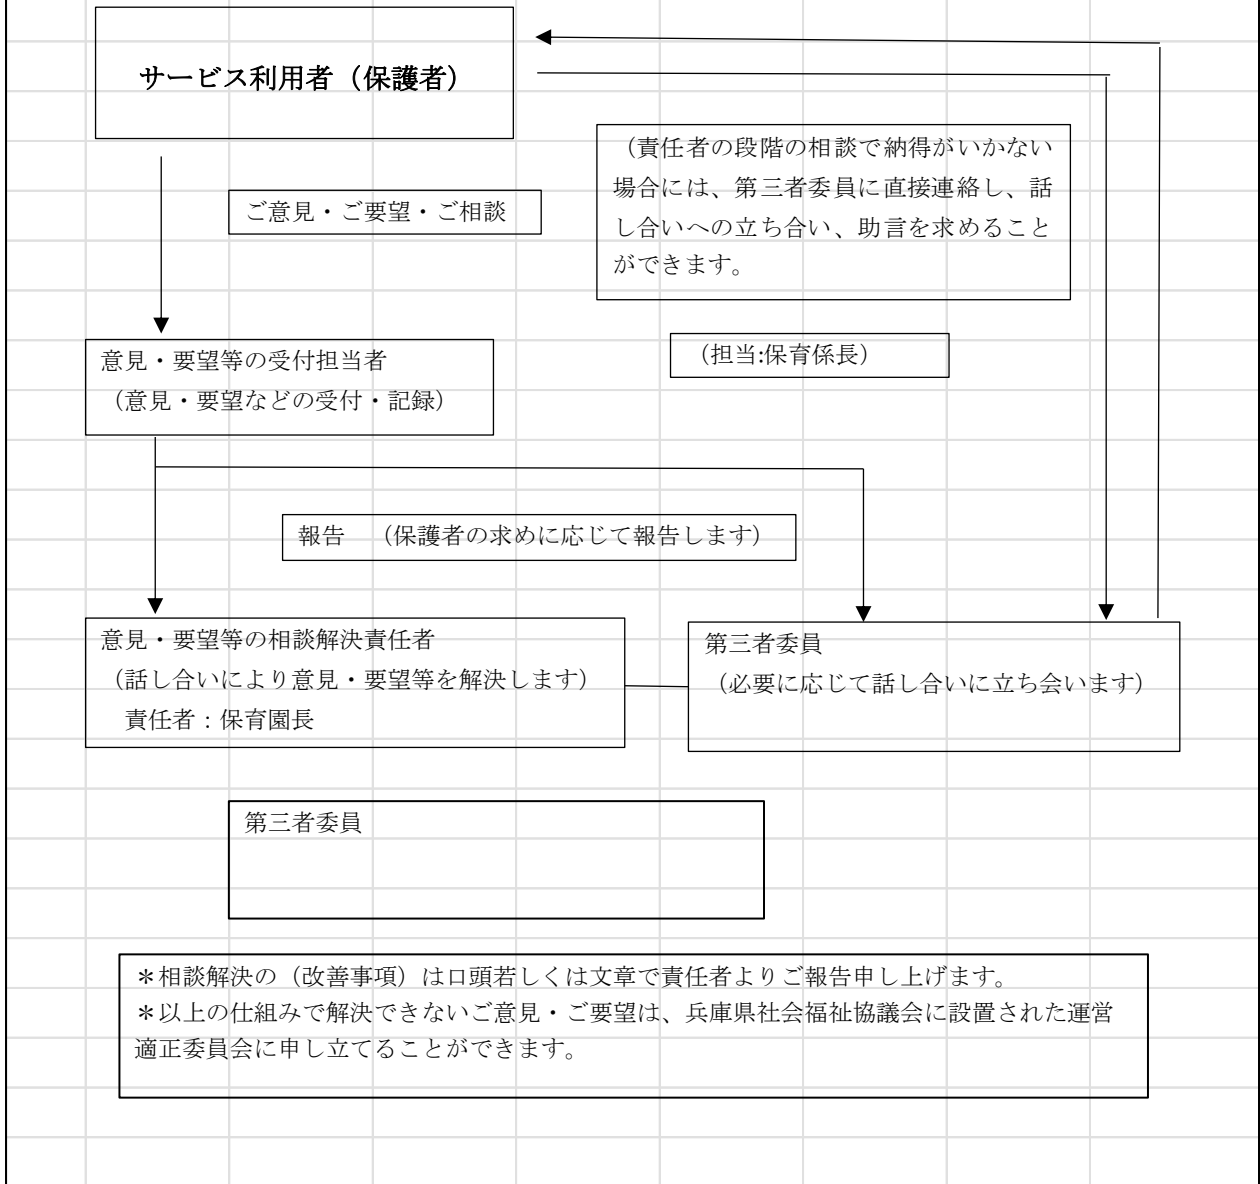 サービス利用者（保護者）
（責任者の段階の相談で納得がいかない
場合には、第三者委員に直接連絡し、話
し合いへの立ち合い、助言を求めること
ができます。
ご意見・ご要望・ご相談
（担当:保育係長）
意見・要望等の受付担当者
（意見・要望などの受付・記録）
報告　（保護者の求めに応じて報告します）
意見・要望等の相談解決責任者
（話し合いにより意見・要望等を解決します）
責任者：保育園長
第三者委員
（必要に応じて話し合いに立ち会います）
第三者委員
＊相談解決の（改善事項）は口頭若しくは文章で責任者よりご報告申し上げます。
＊以上の仕組みで解決できないご意見・ご要望は、兵庫県社会福祉協議会に設置された運営
適正委員会に申し立てることができます。